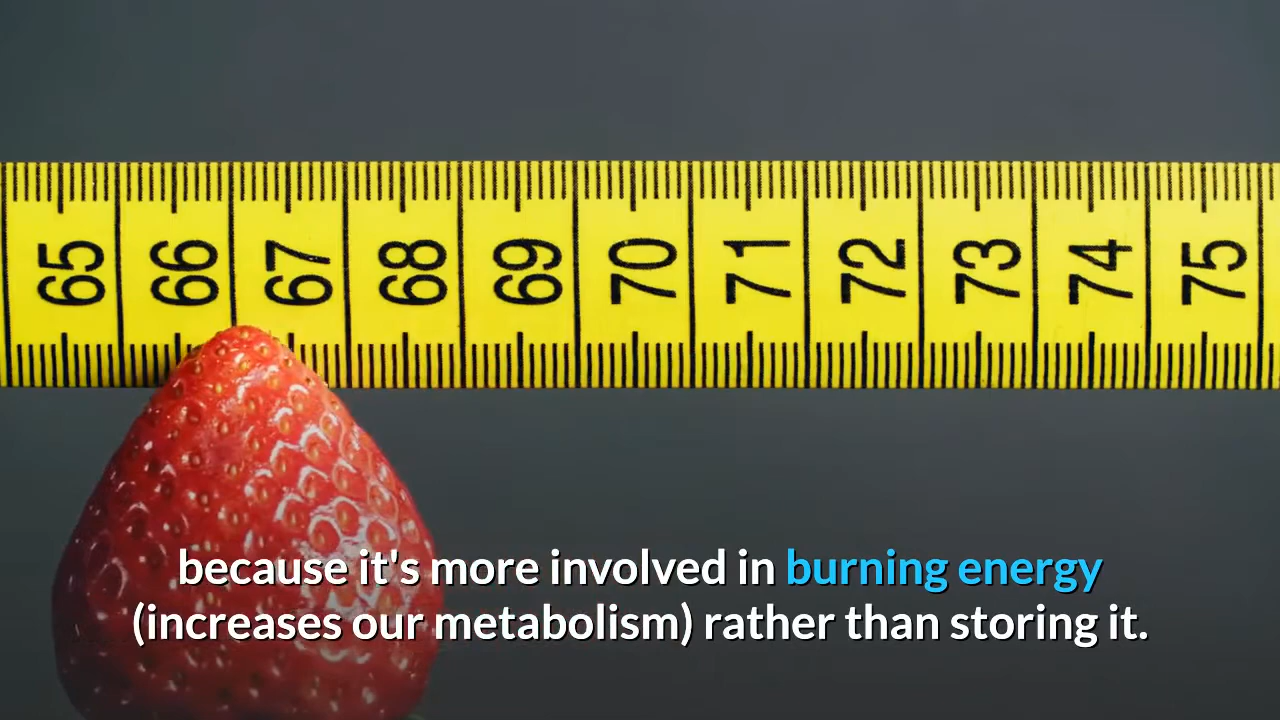 65 66 67 68 69 70 71 72 73 74 75
because it's more involved in burning energy
(increases our metabolism) rather than storing it.